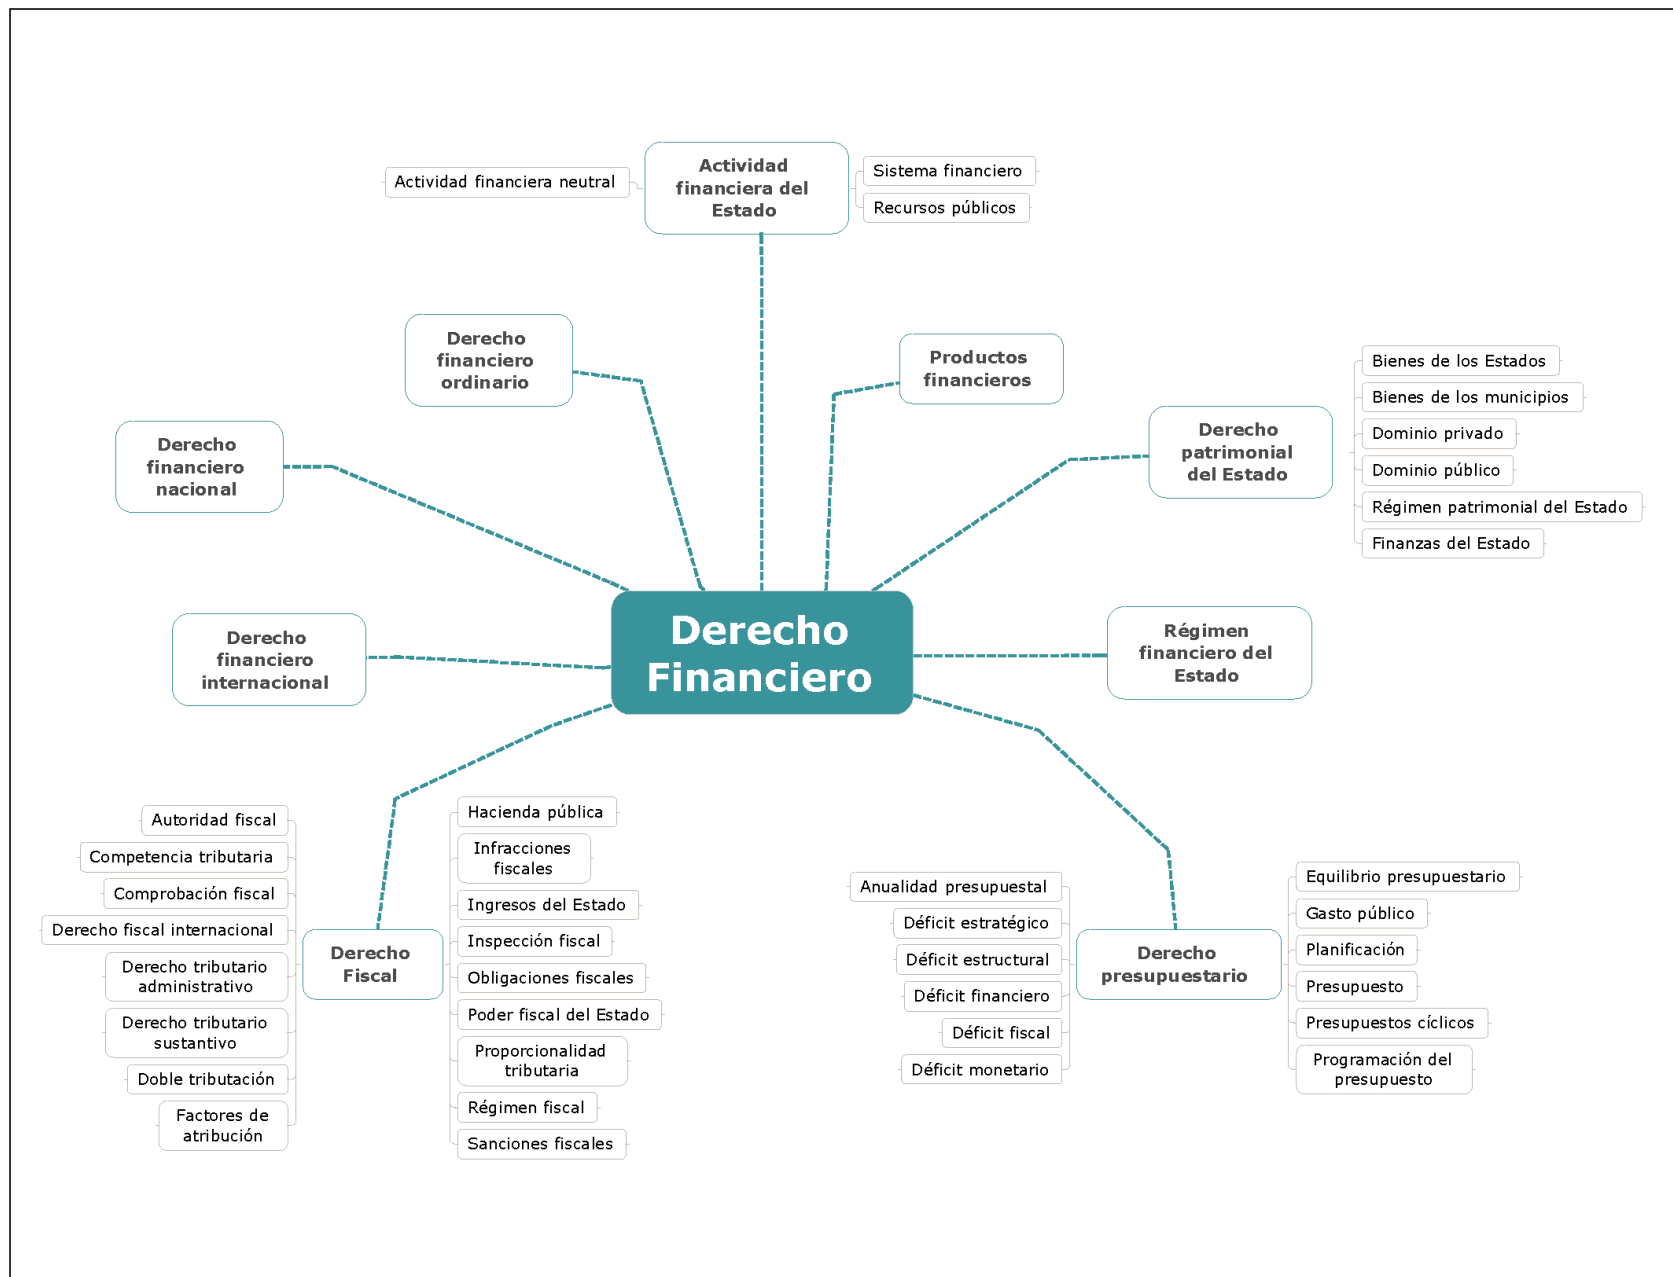 Actividad
financiera del
Estado
Actividad financiera neutral
Sistema financiero
Recursos públicos
Derecho
financiero
ordinario
Productos
financieros
Derecho
financiero
nacional
Derecho
patrimonial
del Estado
Bienes de los Estados
Bienes de los municipios
Dominio privado
Dominio público
Régimen patrimonial del Estado
Finanzas del Estado
Derecho
financiero
internacional
Derecho
Financiero
Régimen
financiero del
Estado
Autoridad fiscal
Competencia tributaria
Comprobación fiscal
Derecho fiscal internacional
Derecho tributario
administrativo
Derecho tributario
sustantivo
Doble tributación
Factores de
atribución
Derecho
Fiscal
Hacienda pública
Infracciones
fiscales
Ingresos del Estado
Inspección fiscal
Obligaciones fiscales
Poder fiscal del Estado
Proporcionalidad
tributaria
Régimen fiscal
Sanciones fiscales
Anualidad presupuestal
Déficit estratégico
Déficit estructural
Déficit financiero
Déficit fiscal
Déficit monetario
Derecho
presupuestario
Equilibrio presupuestario
Gasto público
Planificación
Presupuesto
Presupuestos cíclicos
Programación del
presupuesto